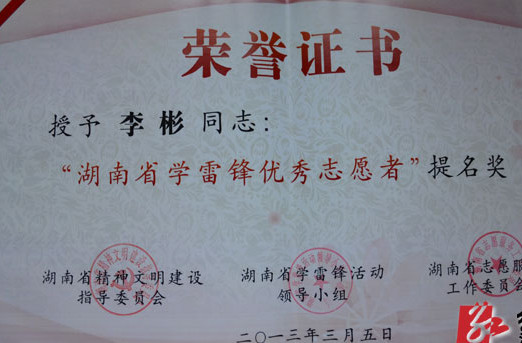 荣誉证书
授予 李彬 同志：
“湖南省学雷锋优秀志愿者”提名奖
湖南省精神文明建设
指导委员会
湖南省学雷锋活动
领导小组
湖南省志愿服
工作委员会
二〇一三年三月五日
红